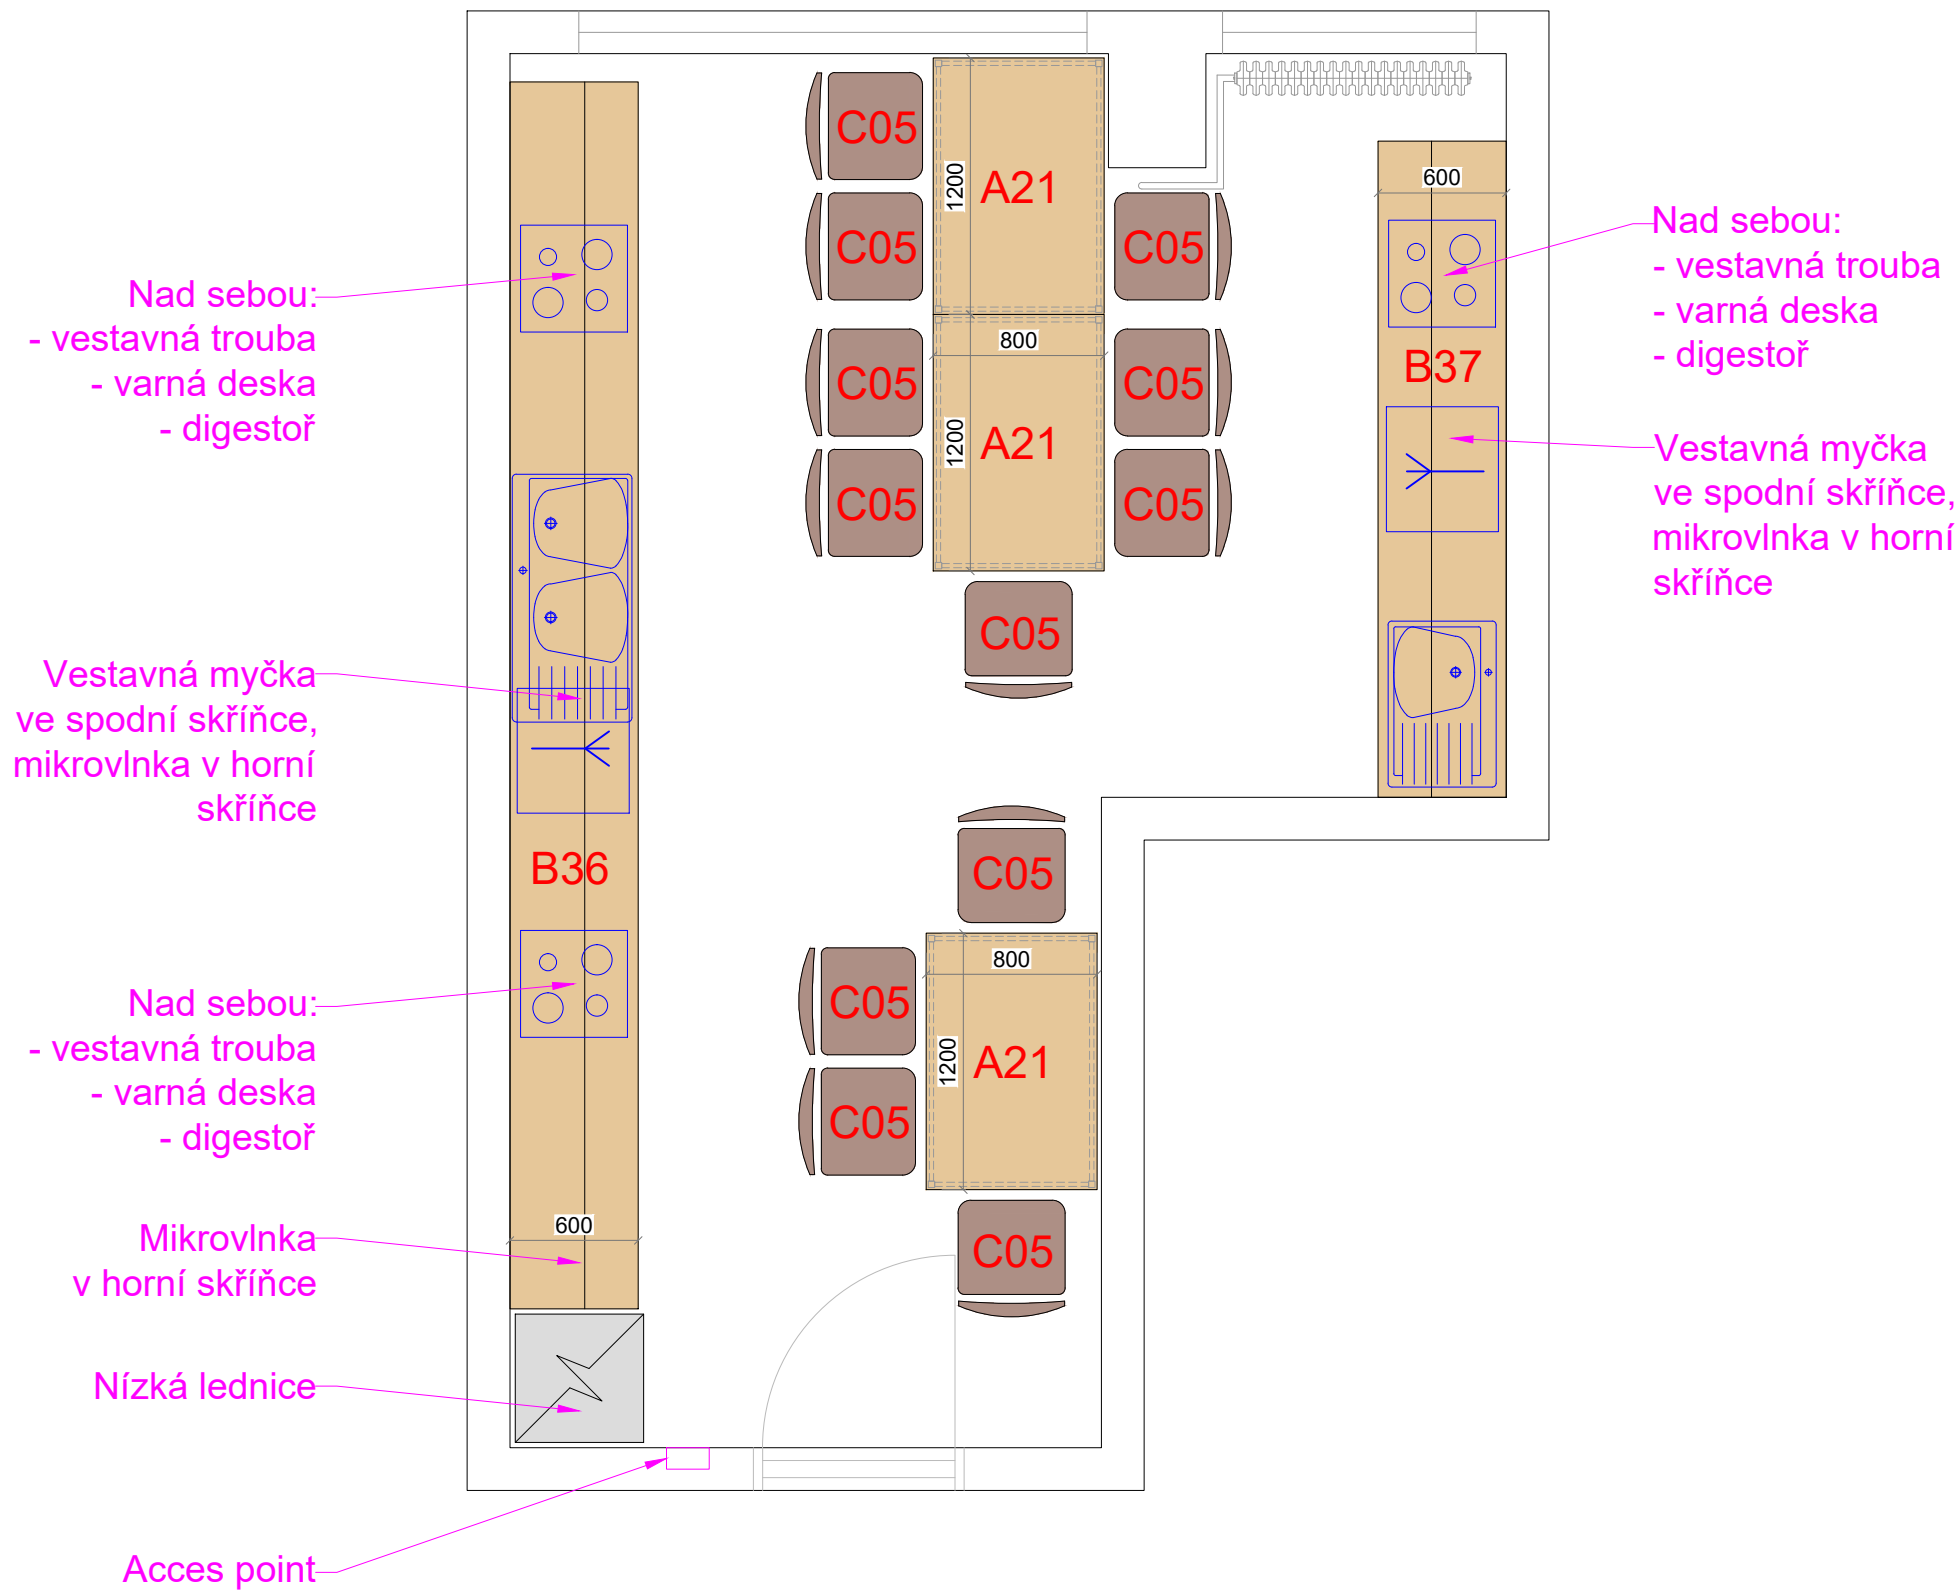 Nad sebou:
- vestavná trouba
- varná deska
- digestoř
Vestavná myčka
ve spodní skříňce,
mikrovlnka v horní
skříňce
Nad sebou:
- vestavná trouba
- varná deska
- digestoř
Mikrovlnka
v horní skříňce
Nízká lednice
Acces point
B36
600
C05
C05
C05
C05
A21
1200
800
A21
1200
C05
C05
C05
C05
C05
C05
C05
800
A21
1200
C05
600
B37
Nad sebou:
- vestavná trouba
- varná deska
- digestoř
Vestavná myčka
ve spodní skříňce,
mikrovlnka v horní
skříňce